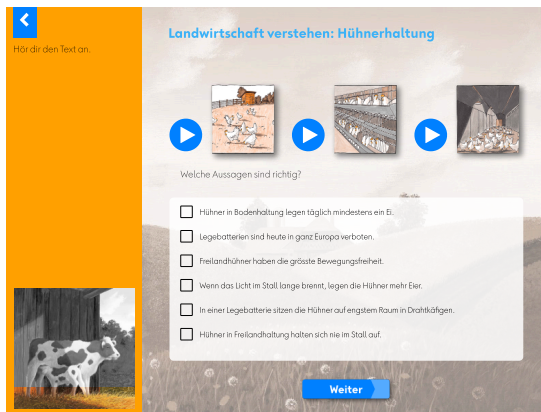 Hör dir den Text an.
Landwirtschaft verstehen: Hühnerhaltung
Welche Aussagen sind richtig?
Hühner in Bodenhaltung legen täglich mindestens ein Ei.
Legebatterien sind heute in ganz Europa verboten.
Freilandhühner haben die grösste Bewegungsfreiheit.
Wenn das Licht im Stall lange brennt, legen die Hühner mehr Eier.
In einer Legebatterie sitzen die Hühner auf engstem Raum in Drahtkäfigen.
Hühner in Freilandhaltung halten sich nie im Stall auf.
Weiter